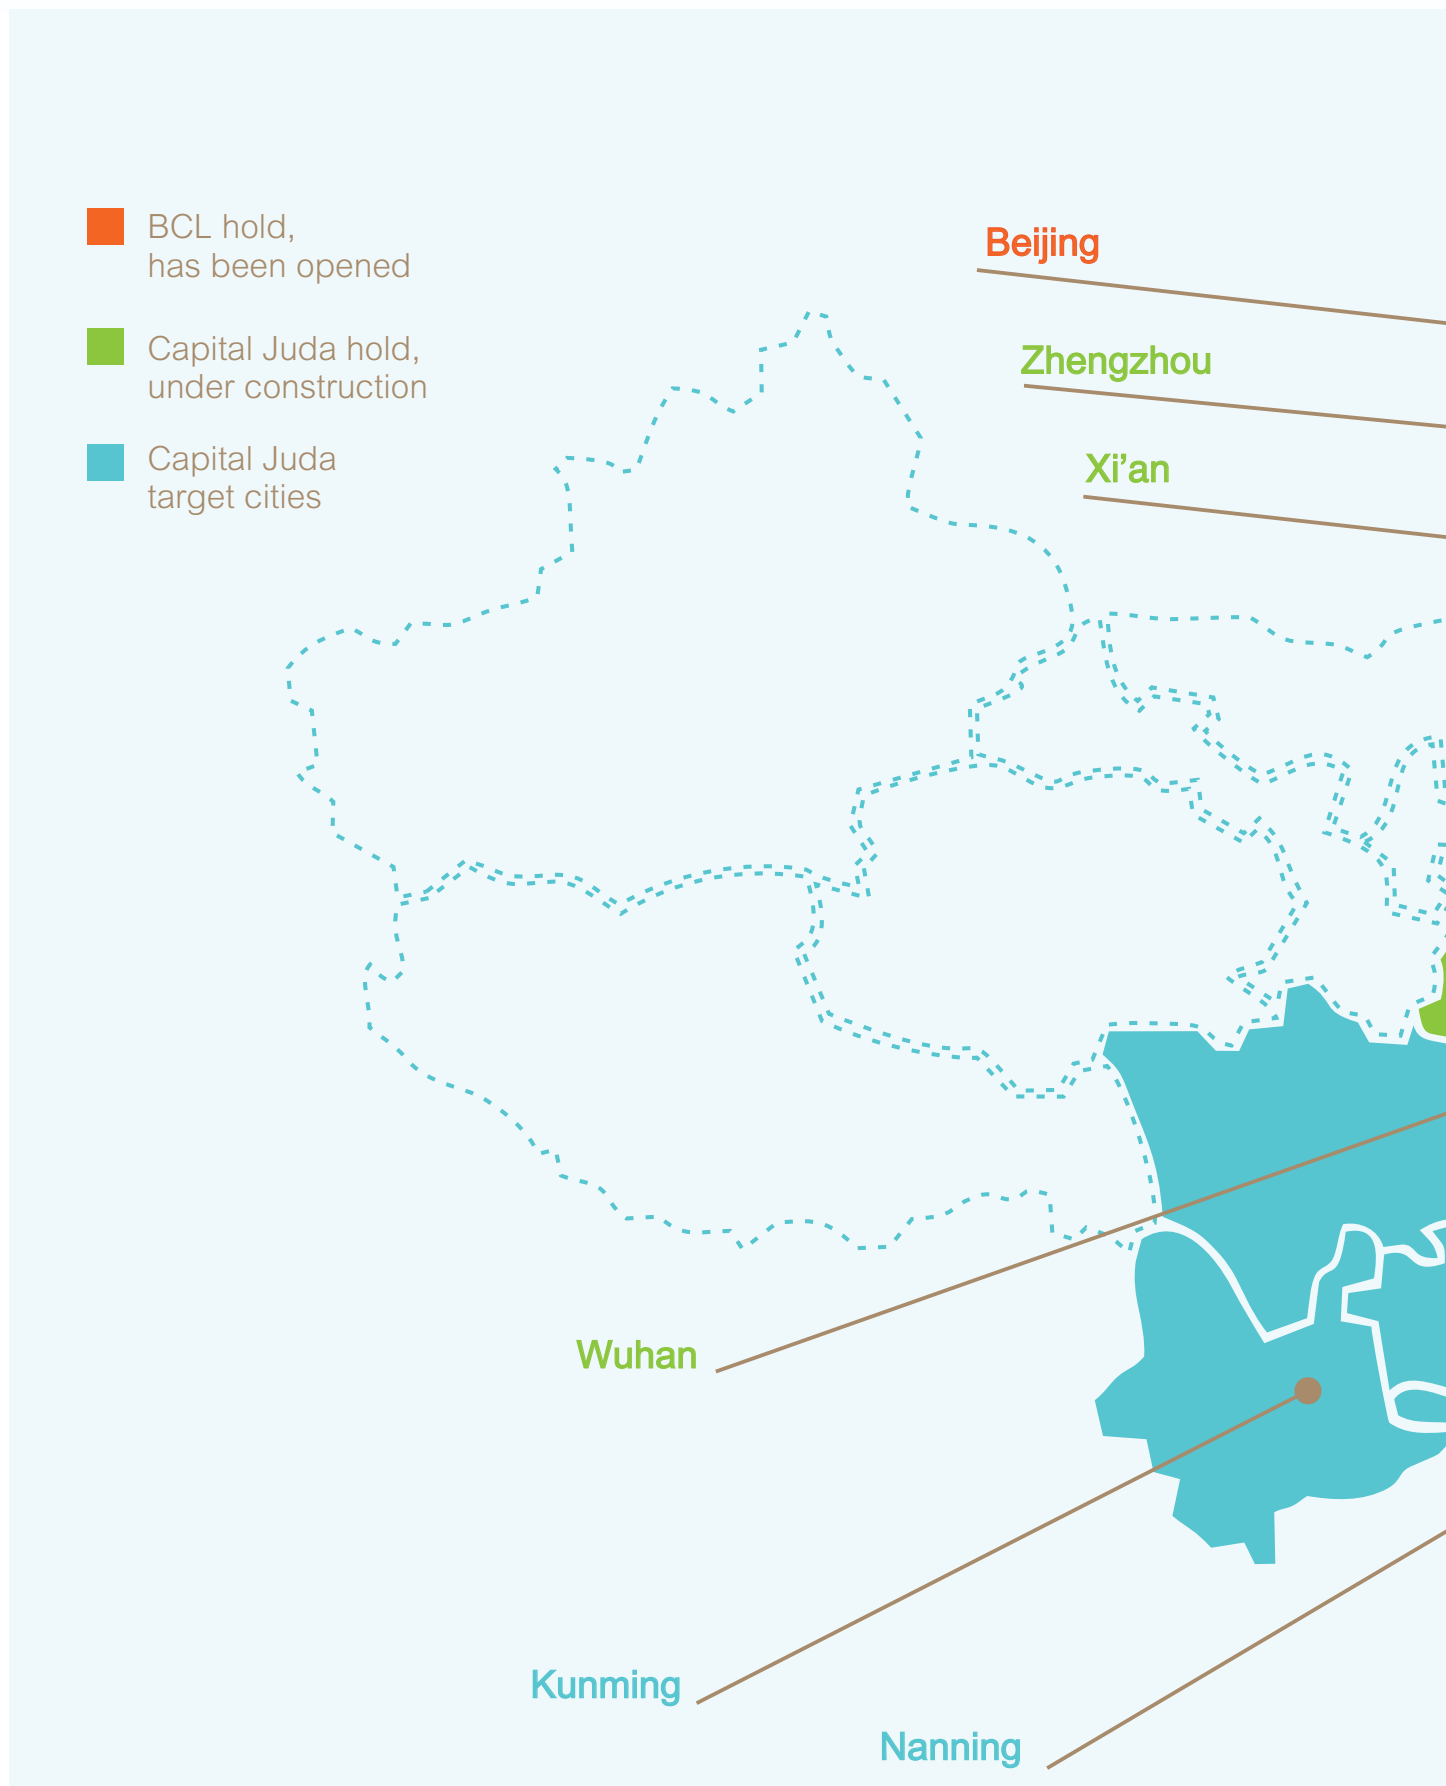 BCL hold,
has been opened
Capital Juda hold,
under construction
Capital Juda
target cities
Beijing
Zhengzhou
Xi’an
Wuhan
Kunming
Nanning